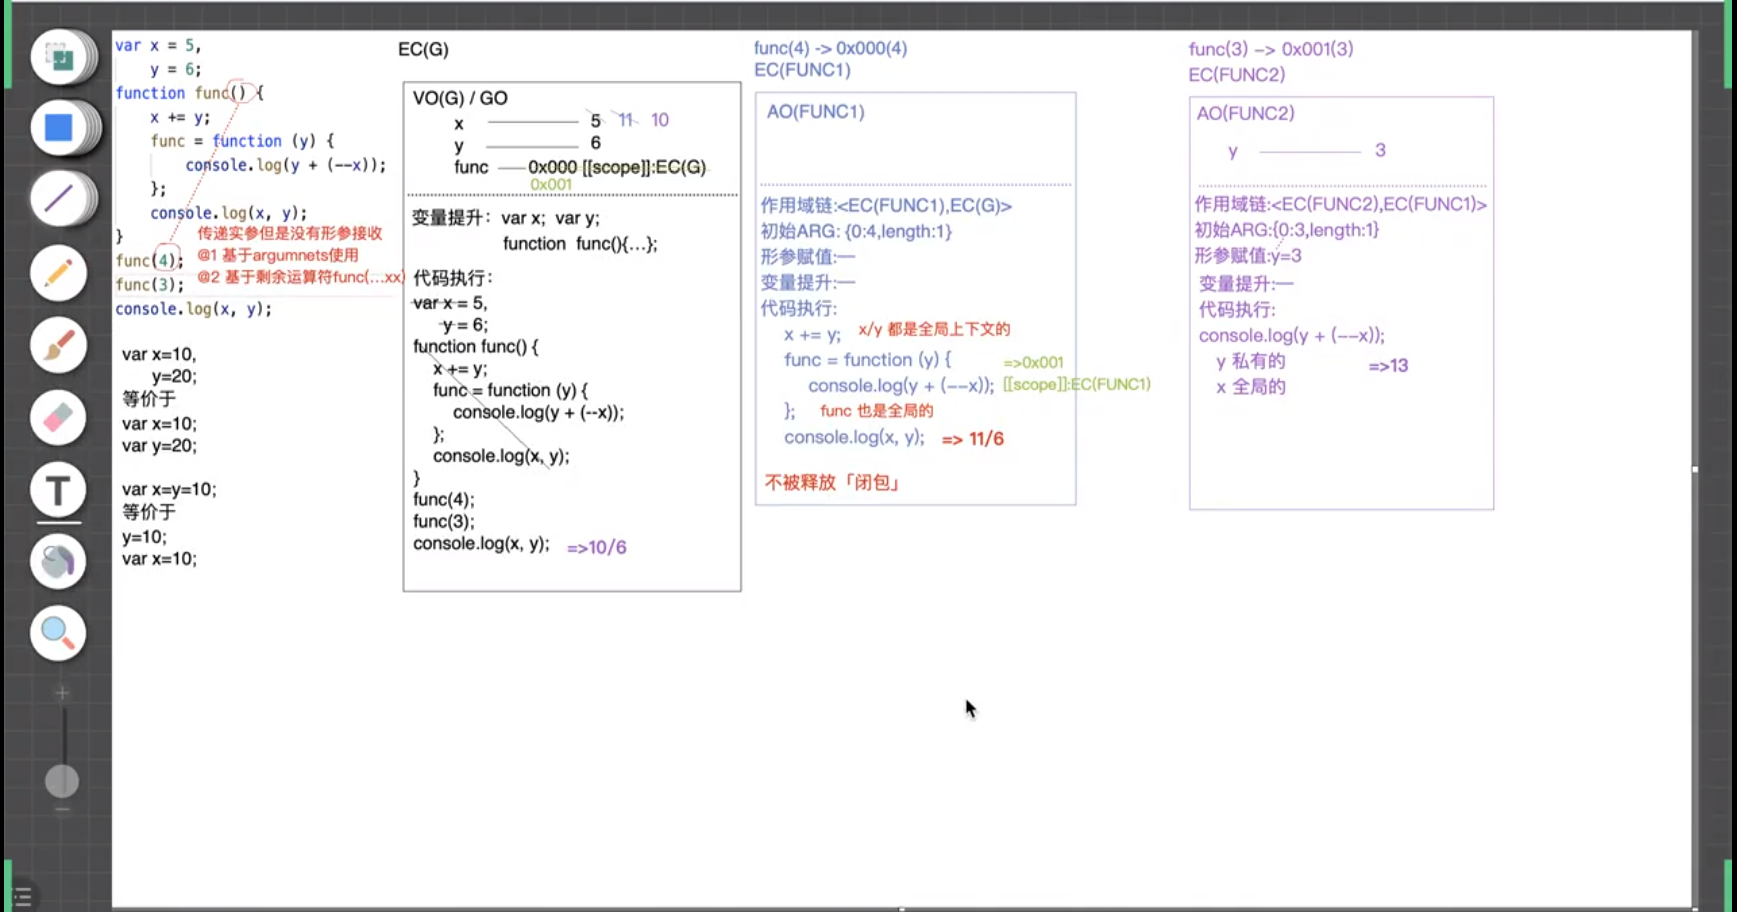 var x = 5,
y = 6;
function func() {
x += y;
func = function (y) {
console.log(y + (--x));
};
console.log(x, y);
}
func(4);
func(3);
console.log(x, y);
传递实参但是没有形参接收
@1 基于argumnets使用
@2 基于剩余运算符func(...xx)
var x=10,
y=20;
等价于
var x=10;
var y=20;
var x=y=10;
等价于
y=10;
var x=10;
EC(G)
VO(G) / GO
x 5 11 10
y 6
func 0x000 [[scope]]:EC(G)
0x001
变量提升: var x; var y;
function func(){...};
代码执行:
var x = 5,
y = 6;
function func() {
x += y;
func = function (y) {
console.log(y + (--x));
};
console.log(x, y);
}
func(4);
func(3);
console.log(x, y); =>10/6
func(4) -> 0x000(4)
EC(FUNC1)
AO(FUNC1)
作用域链:<EC(FUNC1),EC(G)>
初始ARG: {0:4,length:1}
形参赋值:—
变量提升:—
代码执行:
x += y; x/y 都是全局上下文的
func = function (y) { =>0x001
console.log(y + (--x)); [[scope]]:EC(FUNC1)
}; func 也是全局的
console.log(x, y); => 11/6
不被释放「闭包」
func(3) -> 0x001(3)
EC(FUNC2)
AO(FUNC2)
y 3
作用域链:<EC(FUNC2),EC(FUNC1)>
初始ARG:{0:3,length:1}
形参赋值:y=3
变量提升:—
代码执行:
console.log(y + (--x));
y 私有的 =>13
x 全局的
T